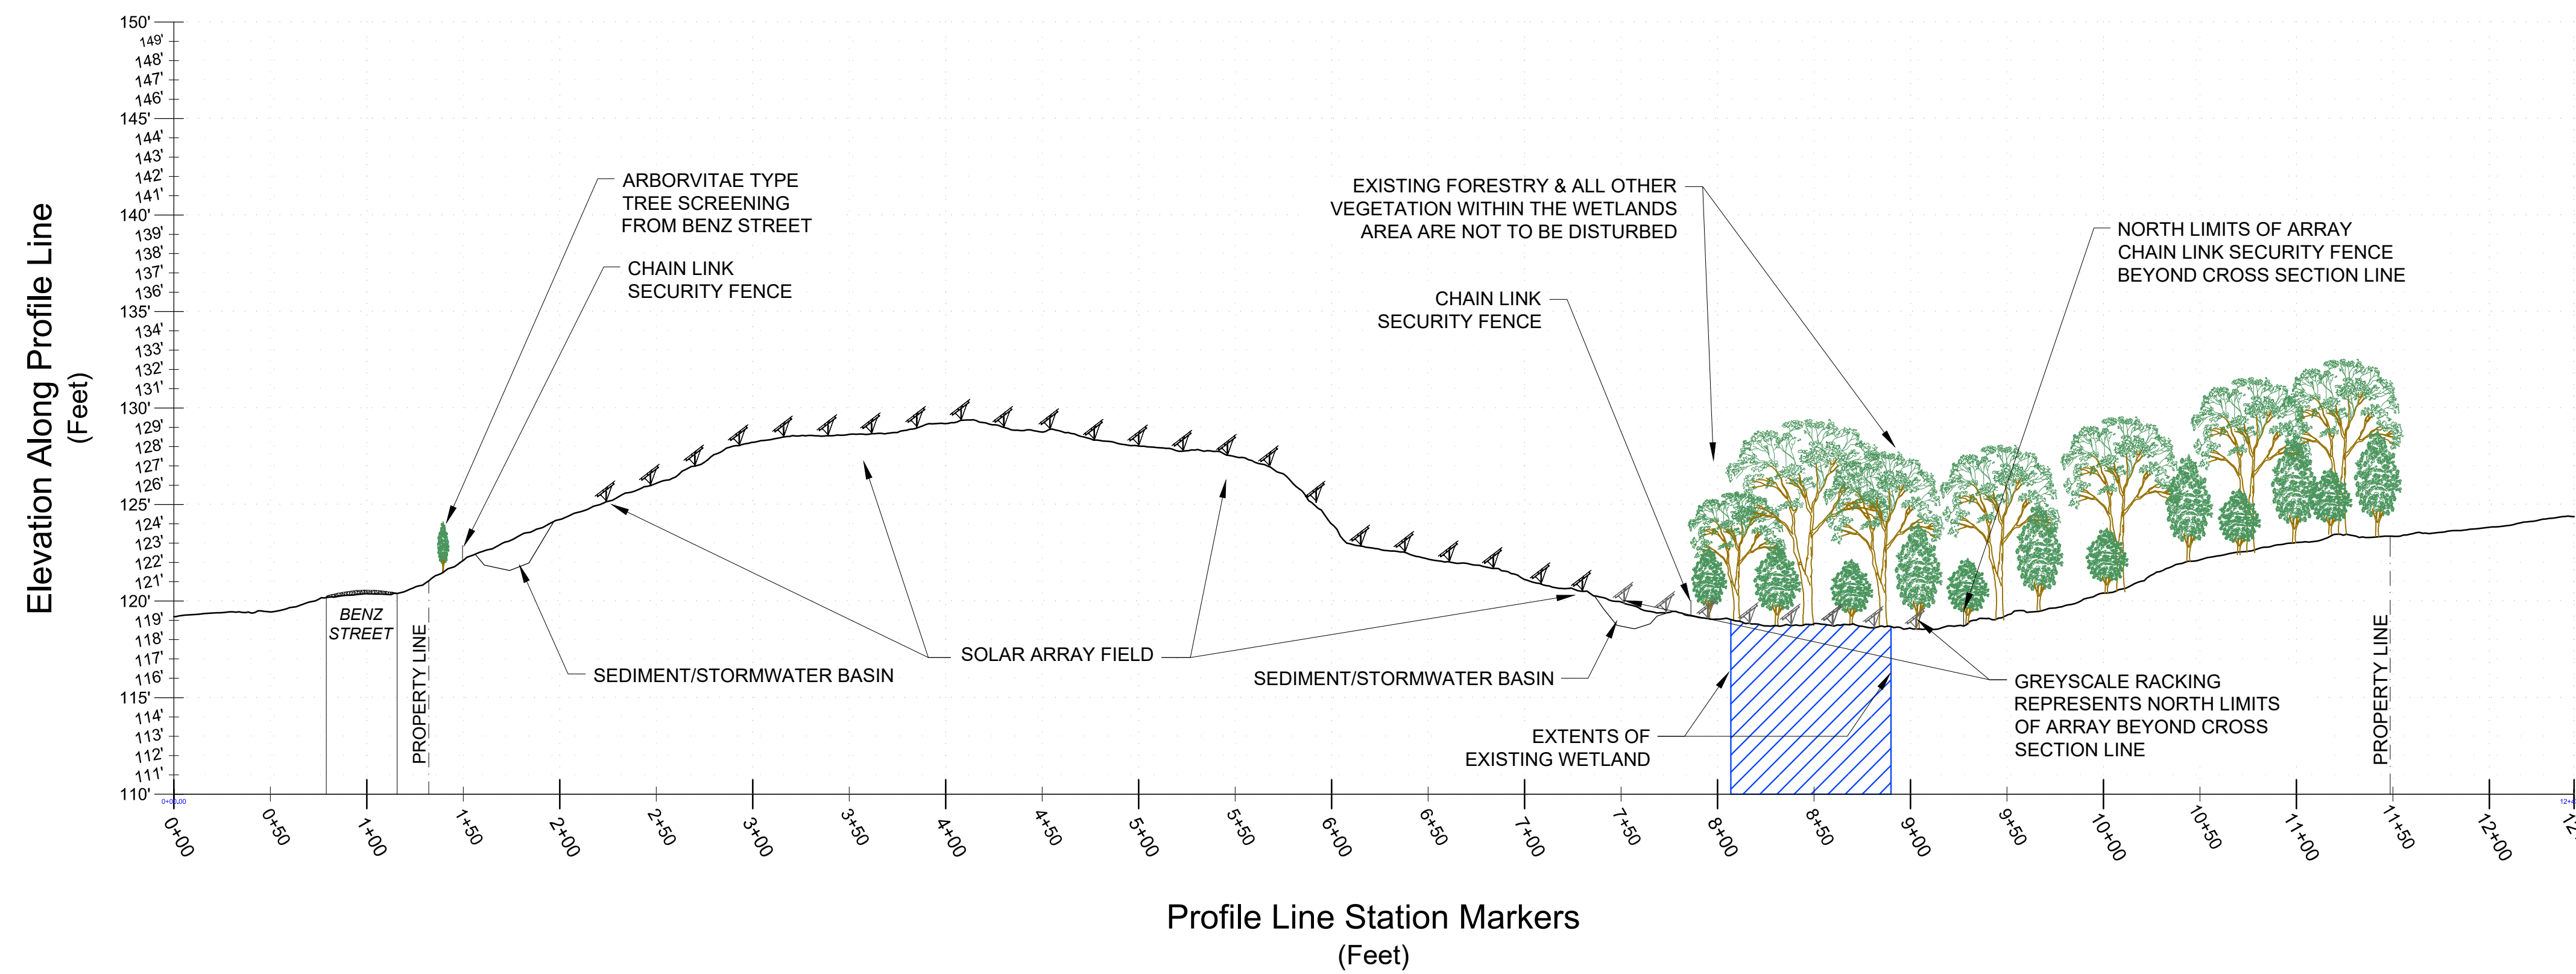 150'
149'
148'
147'
146'
145'
144'
143'
142'
141'
140'
139'
138'
137'
136'
135'
134'
133'
132'
131'
130'
129'
128'
127'
126'
125'
124'
123'
122'
121'
120'
119'
118'
117'
116'
115'
114'
113'
112'
111'
110'
Elevation Along Profile Line
(Feet)
ARBORVITAE TYPE
TREE SCREENING
FROM BENZ STREET
CHAIN LINK
SECURITY FENCE
EXISTING FORESTRY & ALL OTHER
VEGETATION WITHIN THE WETLANDS
AREA ARE NOT TO BE DISTURBED
CHAIN LINK
SECURITY FENCE
NORTH LIMITS OF ARRAY
CHAIN LINK SECURITY FENCE
BEYOND CROSS SECTION LINE
BENZ
STREET
PROPERTY LINE
SEDIMENT/STORMWATER BASIN
SOLAR ARRAY FIELD
SEDIMENT/STORMWATER BASIN
EXTENTS OF
EXISTING WETLAND
GREYSCALE RACKING
REPRESENTS NORTH LIMITS
OF ARRAY BEYOND CROSS
SECTION LINE
PROPERTY LINE
0+00.00
0+00
0+50
1+00
1+50
2+00
2+50
3+00
3+50
4+00
4+50
5+00
5+50
6+00
6+50
7+00
7+50
8+00
8+50
9+00
9+50
10+00
10+50
11+00
11+50
12+00
Profile Line Station Markers
(Feet)